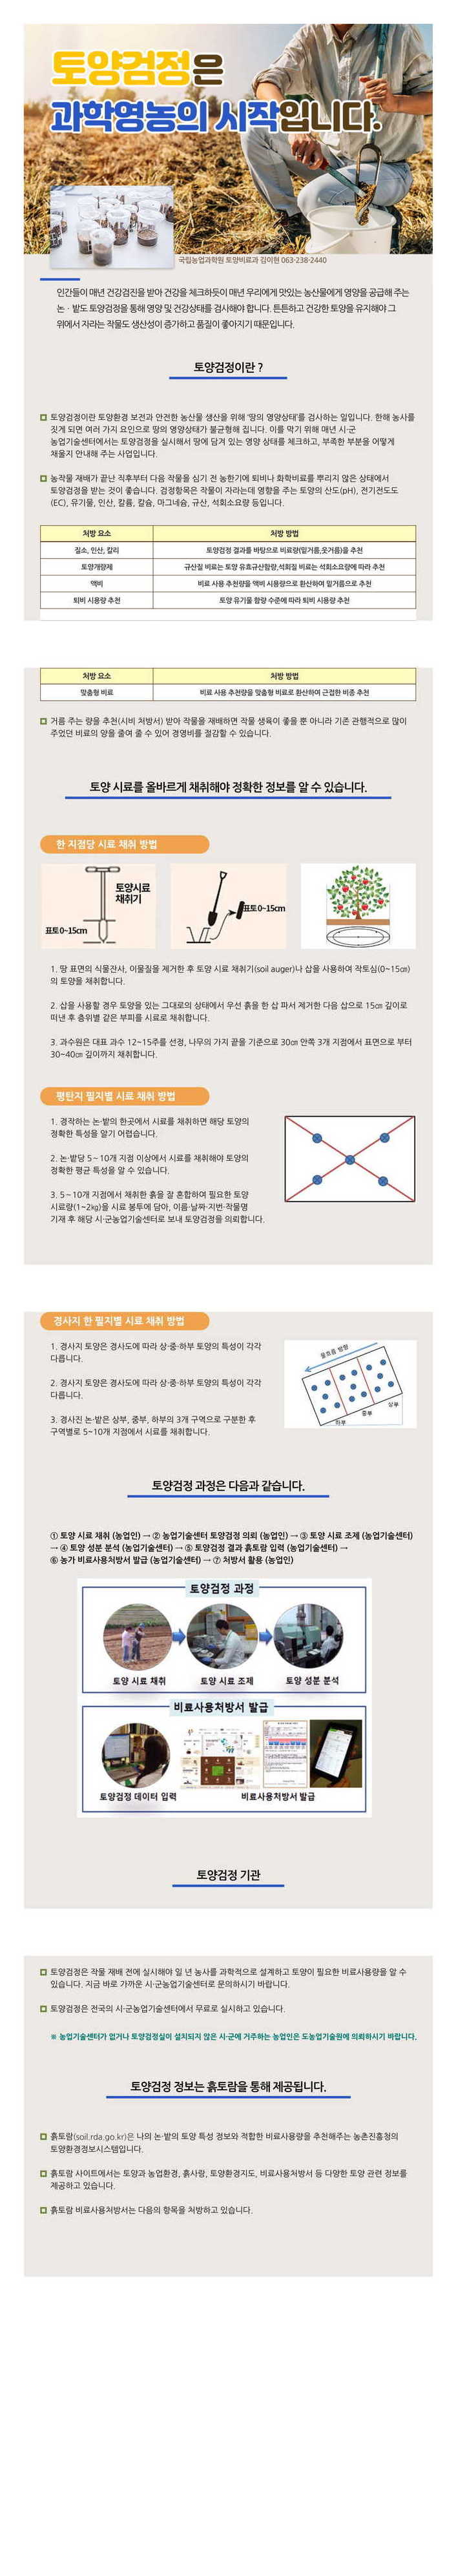 토양검정은
과학영농의 시작입니다.
국립농업과학원 토양비료과 김이현 063-238-2440
인간들이 매년 건강검진을 받아 건강을 체크하듯이 매년 우리에게 맛있는 농산물에게 영양을 공급해 주는
논·밭도 토양검정을 통해 영양 및 건강상태를 검사해야 합니다. 튼튼하고 건강한 토양을 유지해야 그
위에서 자라는 작물도 생산성이 증가하고 품질이 좋아지기 때문입니다.
토양검정이란 ?
토양검정이란 토양환경 보전과 안전한 농산물 생산을 위해 '땅의 영양상태'를 검사하는 일입니다. 한해 농사를
짓게 되면 여러 가지 요인으로 땅의 영양상태가 불균형해 집니다. 이를 막기 위해 매년 시·군
농업기술센터에서는 토양검정을 실시해서 땅에 담겨 있는 영양 상태를 체크하고, 부족한 부분을 어떻게
채울지 안내해 주는 사업입니다.
농작물 재배가 끝난 직후부터 다음 작물을 심기 전 농한기에 퇴비나 화학비료를 뿌리지 않은 상태에서
토양검정을 받는 것이 좋습니다. 검정항목은 작물이 자라는데 영향을 주는 토양의 산도(pH), 전기전도도
(EC), 유기물, 인산, 칼륨, 칼슘, 마그네슘, 규산, 석회소요량 등입니다.
처방 요소 처방 방법
질소, 인산, 칼리 토양검정 결과를 바탕으로 비료량(밑거름,웃거름)을 추천
토양개량제 규산질 비료는 토양 유효규산함량,석회질 비료는 석회소요량에 따라 추천
액비 비료 사용 추천량을 액비 시용량으로 환산하여 밑거름으로 추천
퇴비 시용량 추천 토양 유기물 함량 수준에 따라 퇴비 시용량 추천
처방 요소 처방 방법
맞춤형 비료 비료 사용 추천량을 맞춤형 비료로 환산하여 근접한 비종 추천
거름 주는 량을 추천(시비 처방서) 받아 작물을 재배하면 작물 생육이 좋을 뿐 아니라 기존 관행적으로 많이
주었던 비료의 양을 줄여 줄 수 있어 경영비를 절감할 수 있습니다.
토양 시료를 올바르게 채취해야 정확한 정보를 알 수 있습니다.
한 지점당 시료 채취 방법
토양시료
채취기
표토0~15cm
표토0~15cm
1. 땅 표면의 식물잔사, 이물질을 제거한 후 토양 시료 채취기(soil auger)나 삽을 사용하여 작토심(0~15㎝)
의 토양을 채취합니다.
2. 삽을 사용할 경우 토양을 있는 그대로의 상태에서 우선 흙을 한 삽 파서 제거한 다음 삽으로 15㎝ 깊이로
떠낸 후 층위별 같은 부피를 시료로 채취합니다.
3. 과수원은 대표 과수 12~15주를 선정, 나무의 가지 끝을 기준으로 30㎝ 안쪽 3개 지점에서 표면으로 부터
30~40㎝ 깊이까지 채취합니다.
평탄지 필지별 시료 채취 방법
1. 경작하는 논·밭의 한곳에서 시료를 채취하면 해당 토양의
정확한 특성을 알기 어렵습니다.
2. 논·밭당 5~10개 지점 이상에서 시료를 채취해야 토양의
정확한 평균 특성을 알 수 있습니다.
3. 5~10개 지점에서 채취한 흙을 잘 혼합하여 필요한 토양
시료량(1~2㎏)을 시료 봉투에 담아, 이름·날짜·지번·작물명
기재 후 해당 시·군농업기술센터로 보내 토양검정을 의뢰합니다.
경사지 한 필지별 시료 채취 방법
1. 경사지 토양은 경사도에 따라 상·중·하부 토양의 특성이 각각
다릅니다.
2. 경사지 토양은 경사도에 따라 상·중·하부 토양의 특성이 각각
다릅니다.
3. 경사진 논·밭은 상부, 중부, 하부의 3개 구역으로 구분한 후
구역별로 5~10개 지점에서 시료를 채취합니다.
물흐름 방향
상부
중부
하부
토양검정 과정은 다음과 같습니다.
① 토양 시료 채취 (농업인) → ② 농업기술센터 토양검정 의뢰 (농업인) → ③ 토양 시료 조제 (농업기술센터)
→ ④ 토양 성분 분석 (농업기술센터) → ⑤ 토양검정 결과 흙토람 입력 (농업기술센터) →
⑥ 농가 비료사용처방서 발급 (농업기술센터) → ⑦ 처방서 활용 (농업인)
토양검정 과정
토양 시료 채취 토양 시료 조제 토양 성분 분석
비료사용처방서 발급
토양검정 데이터 입력 비료사용처방서 발급
토양검정 기관
토양검정은 작물 재배 전에 실시해야 일 년 농사를 과학적으로 설계하고 토양이 필요한 비료사용량을 알 수
있습니다. 지금 바로 가까운 시·군농업기술센터로 문의하시기 바랍니다.
토양검정은 전국의 시·군농업기술센터에서 무료로 실시하고 있습니다.
※ 농업기술센터가 없거나 토양검정실이 설치되지 않은 시·군에 거주하는 농업인은 도농업기술원에 의뢰하시기 바랍니다.
토양검정 정보는 흙토람을 통해 제공됩니다.
흙토람(soil.rda.go.kr)은 나의 논·밭의 토양 특성 정보와 적합한 비료사용량을 추천해주는 농촌진흥청의
토양환경정보시스템입니다.
흙토람 사이트에서는 토양과 농업환경, 흙사랑, 토양환경지도, 비료사용처방서 등 다양한 토양 관련 정보를
제공하고 있습니다.
흙토람 비료사용처방서는 다음의 항목을 처방하고 있습니다.